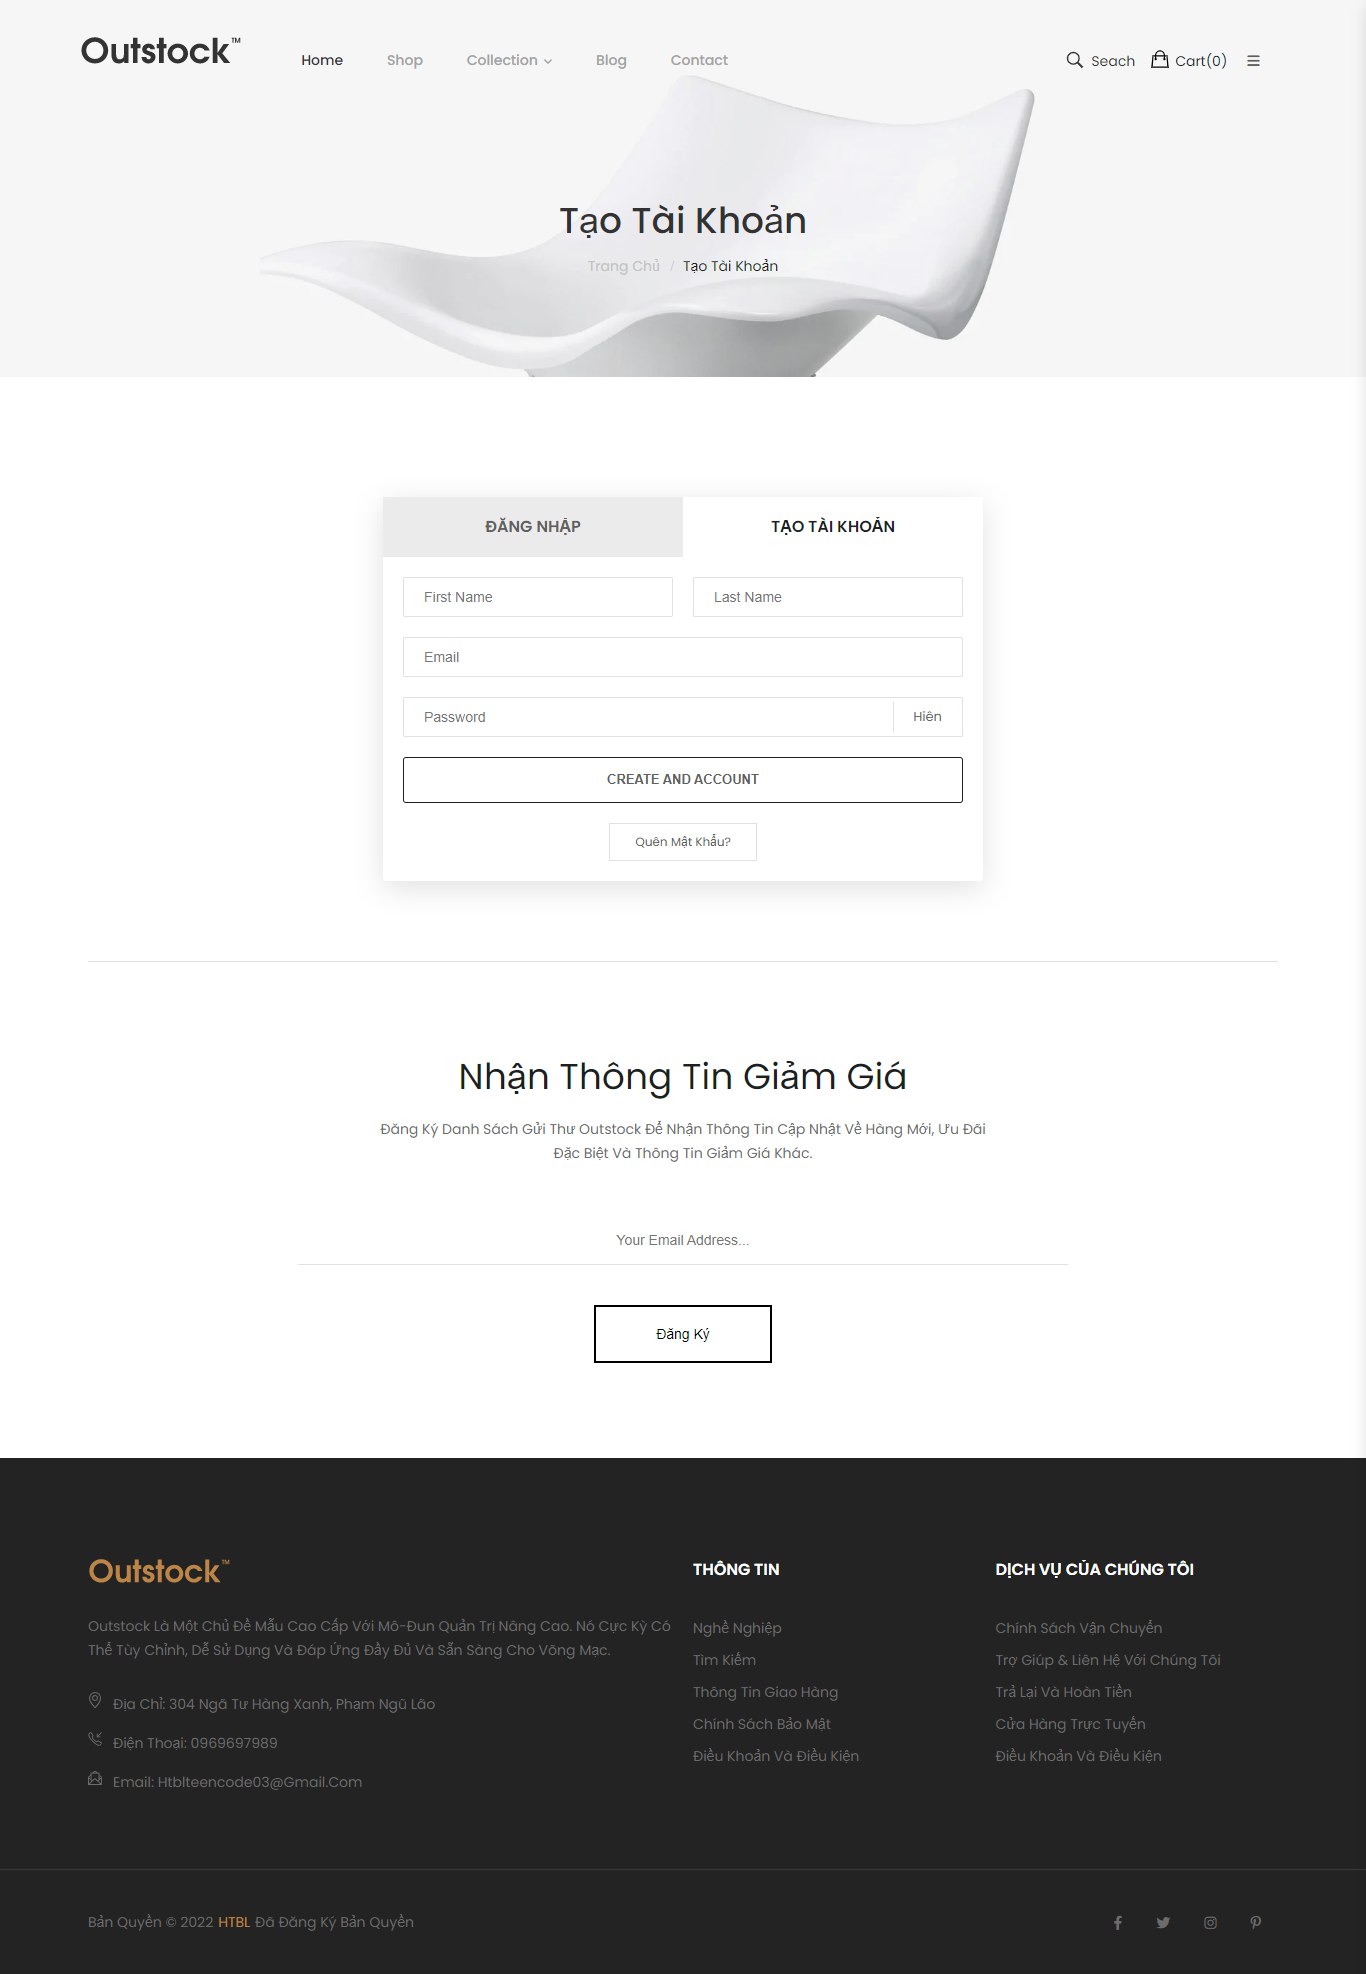 Outstock™
Home Shop Collection Blog Contact
Seach Cart(0)
Tạo Tài Khoản
Trang Chủ / Tạo Tài Khoản
ĐĂNG NHẬP TẠO TÀI KHOẢN
First Name Last Name
Email
Password Hiên
CREATE AND ACCOUNT
Quên Mật Khẩu?
Nhận Thông Tin Giảm Giá
Đăng Ký Danh Sách Gửi Thư Outstock Để Nhận Thông Tin Cập Nhật Về Hàng Mới, Ưu Đãi
Đặc Biệt Và Thông Tin Giảm Giá Khác.
Your Email Address...
Đăng Ký
Outstock™
Outstock Là Một Chủ Đề Mẫu Cao Cấp Với Mô-Đun Quản Trị Nâng Cao. Nó Cực Kỳ Có
Thể Tùy Chỉnh, Dễ Sử Dụng Và Đáp Ứng Đầy Đủ Và Sẵn Sàng Cho Võng Mạc.
Địa Chỉ: 304 Ngã Tư Hàng Xanh, Phạm Ngũ Lão
Điện Thoại: 0969697989
Email: Htblteencode03@Gmail.Com
THÔNG TIN
Nghề Nghiệp
Tìm Kiếm
Thông Tin Giao Hàng
Chính Sách Bảo Mật
Điều Khoản Và Điều Kiện
DỊCH VỤ CỦA CHÚNG TÔI
Chính Sách Vận Chuyển
Trợ Giúp & Liên Hệ Với Chúng Tôi
Trả Lại Và Hoàn Tiền
Cửa Hàng Trực Tuyến
Điều Khoản Và Điều Kiện
Bản Quyền © 2022 HTBL Đã Đăng Ký Bản Quyền